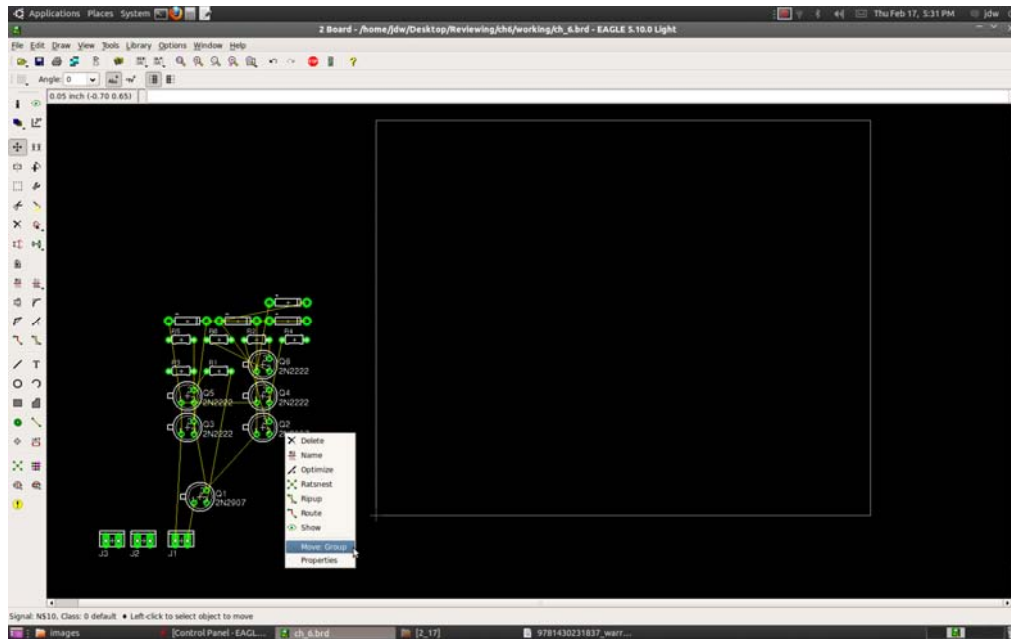 Applications Places System
Thu Feb 17, 5:31 PM jdw
2 Board - /home/jdw/Desktop/Reviewing/ch6/working/ch_6.brd - EAGLE 5.10.0 Light
File Edit Draw View Tools Library Options Window Help
Angle: 0
0.05 inch (-0.70 0.65)
R4
Q6
2N2222
R1
Q5
2N2222
Q4
2N2222
Q3
2N2222
Q2
Q1
2N2907
J3
J2
J1
Delete
Name
Optimize
Ratsnest
Ripup
Route
Show
Move: Group
Properties
Signal: N$10, Class: 0 default • Left-click to select object to move
images
[Control Panel - EAGL...
ch_6.brd
[2_17]
9781430231837_warr...